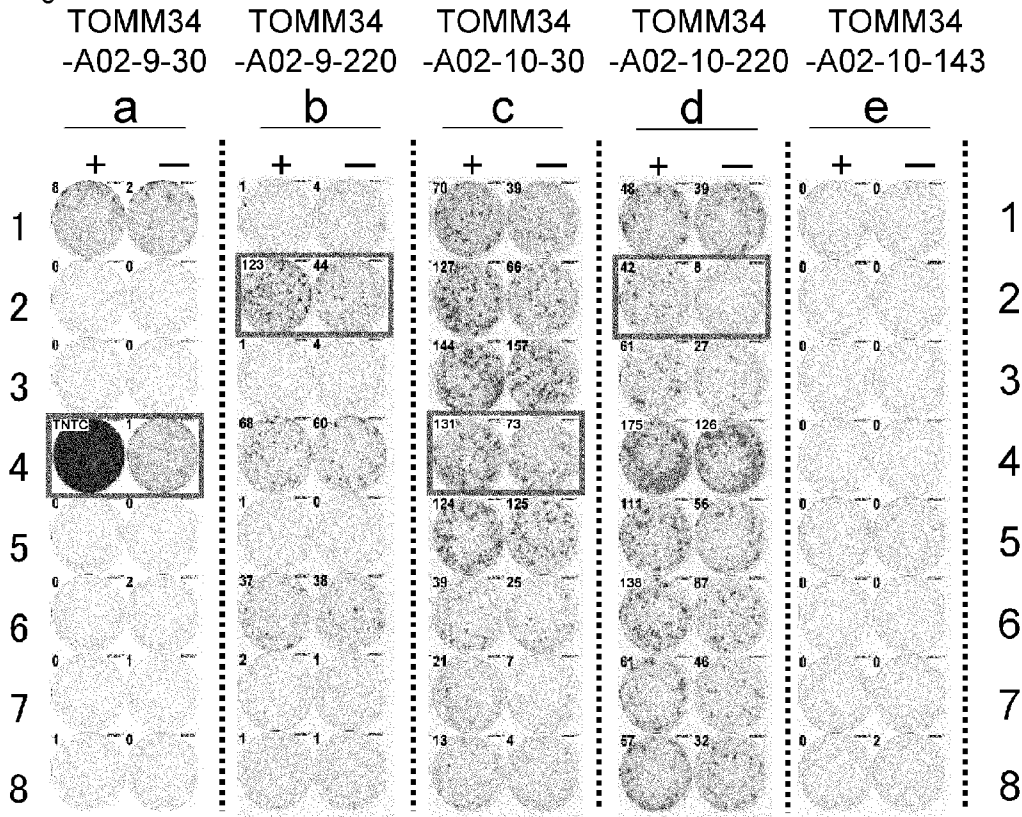 TOMM34 TOMM34 TOMM34 TOMM34 TOMM34
-A02-9-30 -A02-9-220 -A02-10-30 -A02-10-220 -A02-10-143
a b c d e
+ — + — + — + — + —
1 8 2 1 4 70 39 48 39 0 0 1
2 0 0 123 44 127 66 42 8 0 0 2
3 0 0 1 4 144 157 61 27 0 0 3
4 TNTC 1 68 60 131 73 175 126 0 0 4
5 0 0 1 0 124 125 111 56 0 0 5
6 0 2 37 38 39 25 138 87 0 0 6
7 0 1 2 1 21 7 61 46 0 0 7
8 1 0 1 1 13 4 32 0 2 8